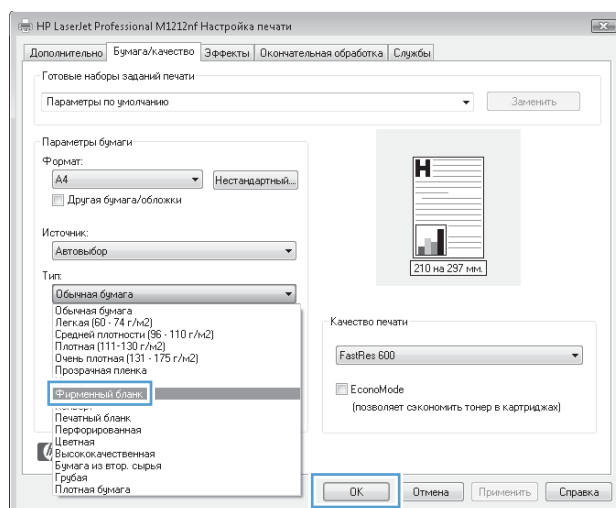 HP LaserJet Professional M1212nf Настройка печати
Дополнительно Бумага/качество Эффекты Окончательная обработка Службы
Готовые наборы заданий печати
Параметры по умолчанию Заменить
Параметры бумаги
Формат:
A4 Нестандартный...
Другая бумага/обложки
Источник:
Автовыбор
210 на 297 мм.
Тип:
Обычная бумага
Обычная бумага
Легкая (60 - 74 г/м2)
Средней плотности (96 - 110 г/м2)
Плотная (111-130 г/м2)
Очень плотная (131 - 175 г/м2)
Прозрачная пленка
Фирменный бланк
Конверт
Печатный бланк
Перфорированная
Цветная
Высококачественная
Бумага из втор. сырья
Грубая
Плотная бумага
Качество печати
FastRes 600
EconoMode
(позволяет сэкономить тонер в картриджах)
OK Отмена Применить Справка